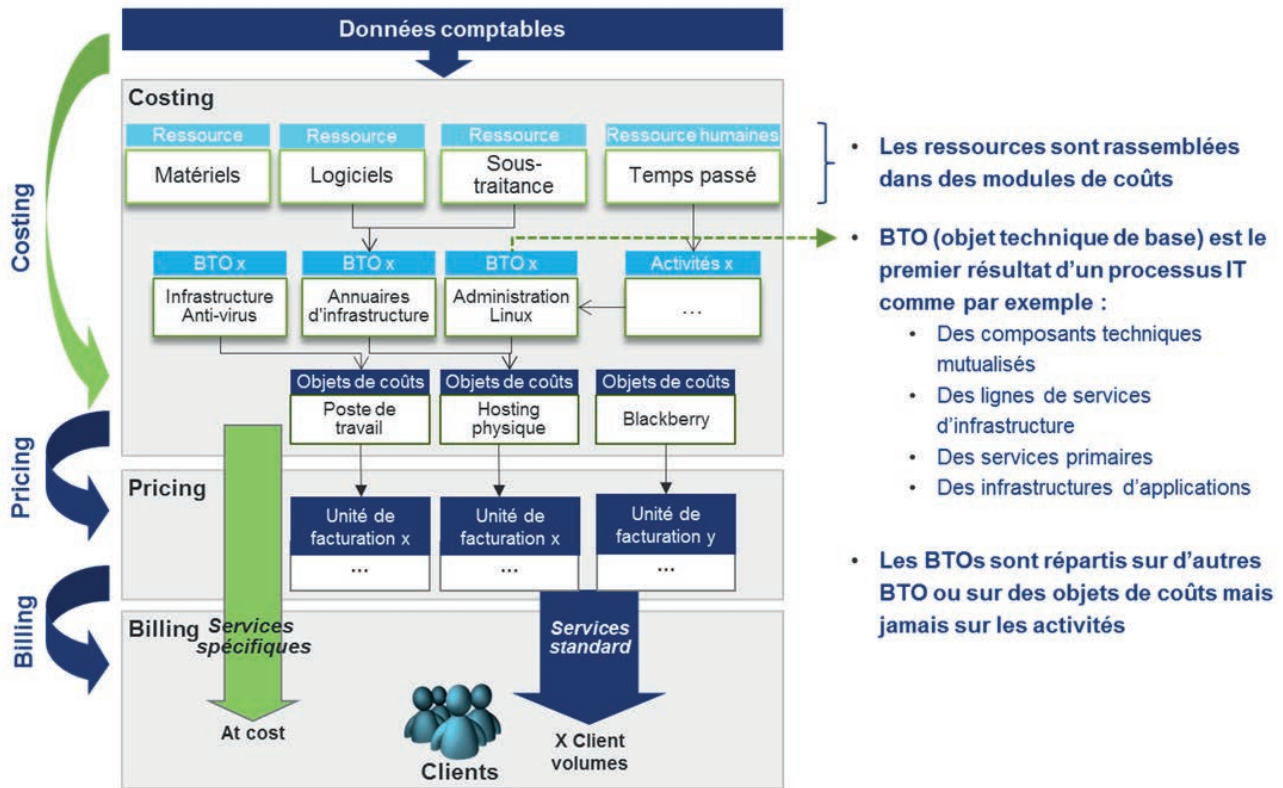 Données comptables
Costing
Costing
Ressource
Matériels
Ressource
Logiciels
Ressource
Sous-
traitance
Ressource humaines
Temps passé
BTO x
Infrastructure
Anti-virus
BTO x
Annuaires
d'infrastructure
BTO x
Administration
Linux
Activités x
...
Objets de coûts
Poste de
travail
Objets de coûts
Hosting
physique
Objets de coûts
Blackberry
Pricing
Pricing
Unité de
facturation x
...
Unité de
facturation x
...
Unité de
facturation y
...
Billing
Billing
Services
spécifiques
At cost
Services
standard
X Client
volumes
Clients
• Les ressources sont rassemblées
dans des modules de coûts
• BTO (objet technique de base) est le
premier résultat d'un processus IT
comme par exemple :
• Des composants techniques
mutualisés
• Des lignes de services
d'infrastructure
• Des services primaires
• Des infrastructures d'applications
• Les BTOs sont répartis sur d'autres
BTO ou sur des objets de coûts mais
jamais sur les activités